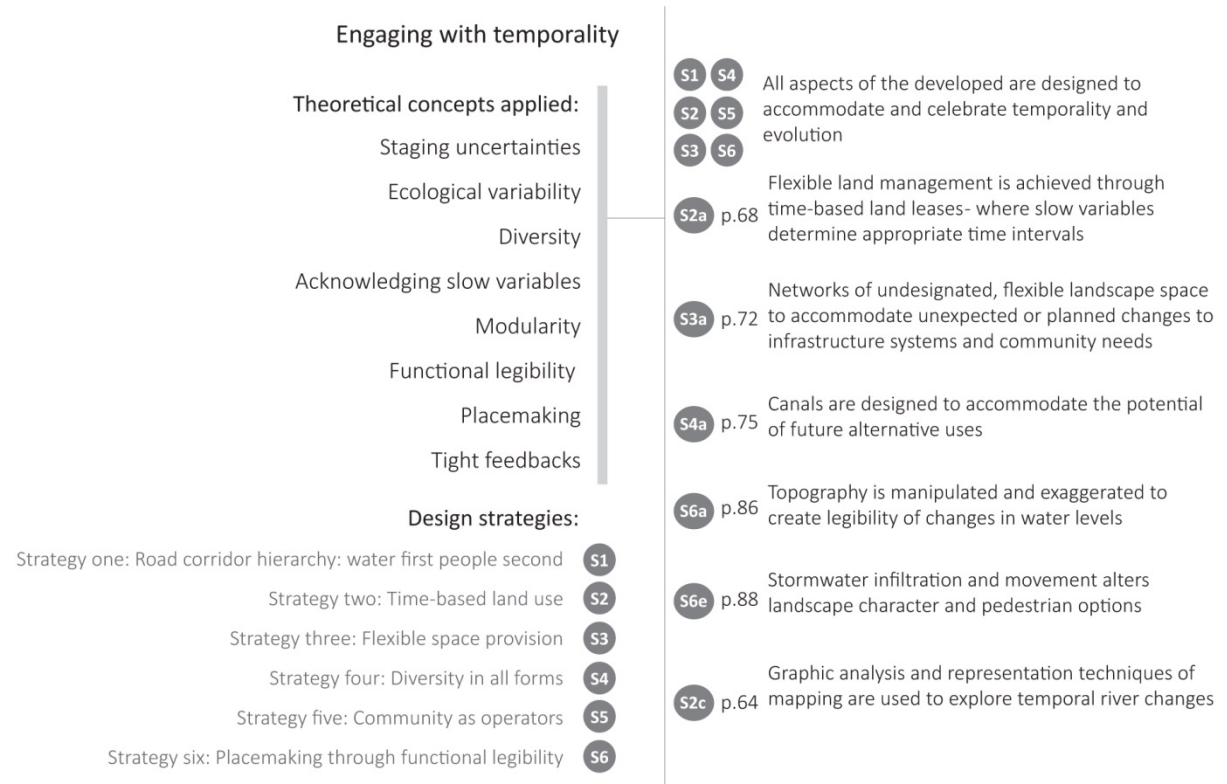 Engaging with temporality
Theoretical concepts applied:
Staging uncertainties
Ecological variability
Diversity
Acknowledging slow variables
Modularity
Functional legibility
Placemaking
Tight feedbacks
Design strategies:
Strategy one: Road corridor hierarchy: water first people second S1
Strategy two: Time-based land use S2
Strategy three: Flexible space provision S3
Strategy four: Diversity in all forms S4
Strategy five: Community as operators S5
Strategy six: Placemaking through functional legibility S6
S1 S4
S2 S5
S3 S6
All aspects of the developed are designed to
accommodate and celebrate temporality and
evolution
S2a p.68
Flexible land management is achieved through
time-based land leases- where slow variables
determine appropriate time intervals
S3a p.72
Networks of undesignated, flexible landscape space
to accommodate unexpected or planned changes to
infrastructure systems and community needs
S4a p.75
Canals are designed to accommodate the potential
of future alternative uses
S6a p.86
Topography is manipulated and exaggerated to
create legibility of changes in water levels
S6e p.88
Stormwater infiltration and movement alters
landscape character and pedestrian options
S2c p.64
Graphic analysis and representation techniques of
mapping are used to explore temporal river changes